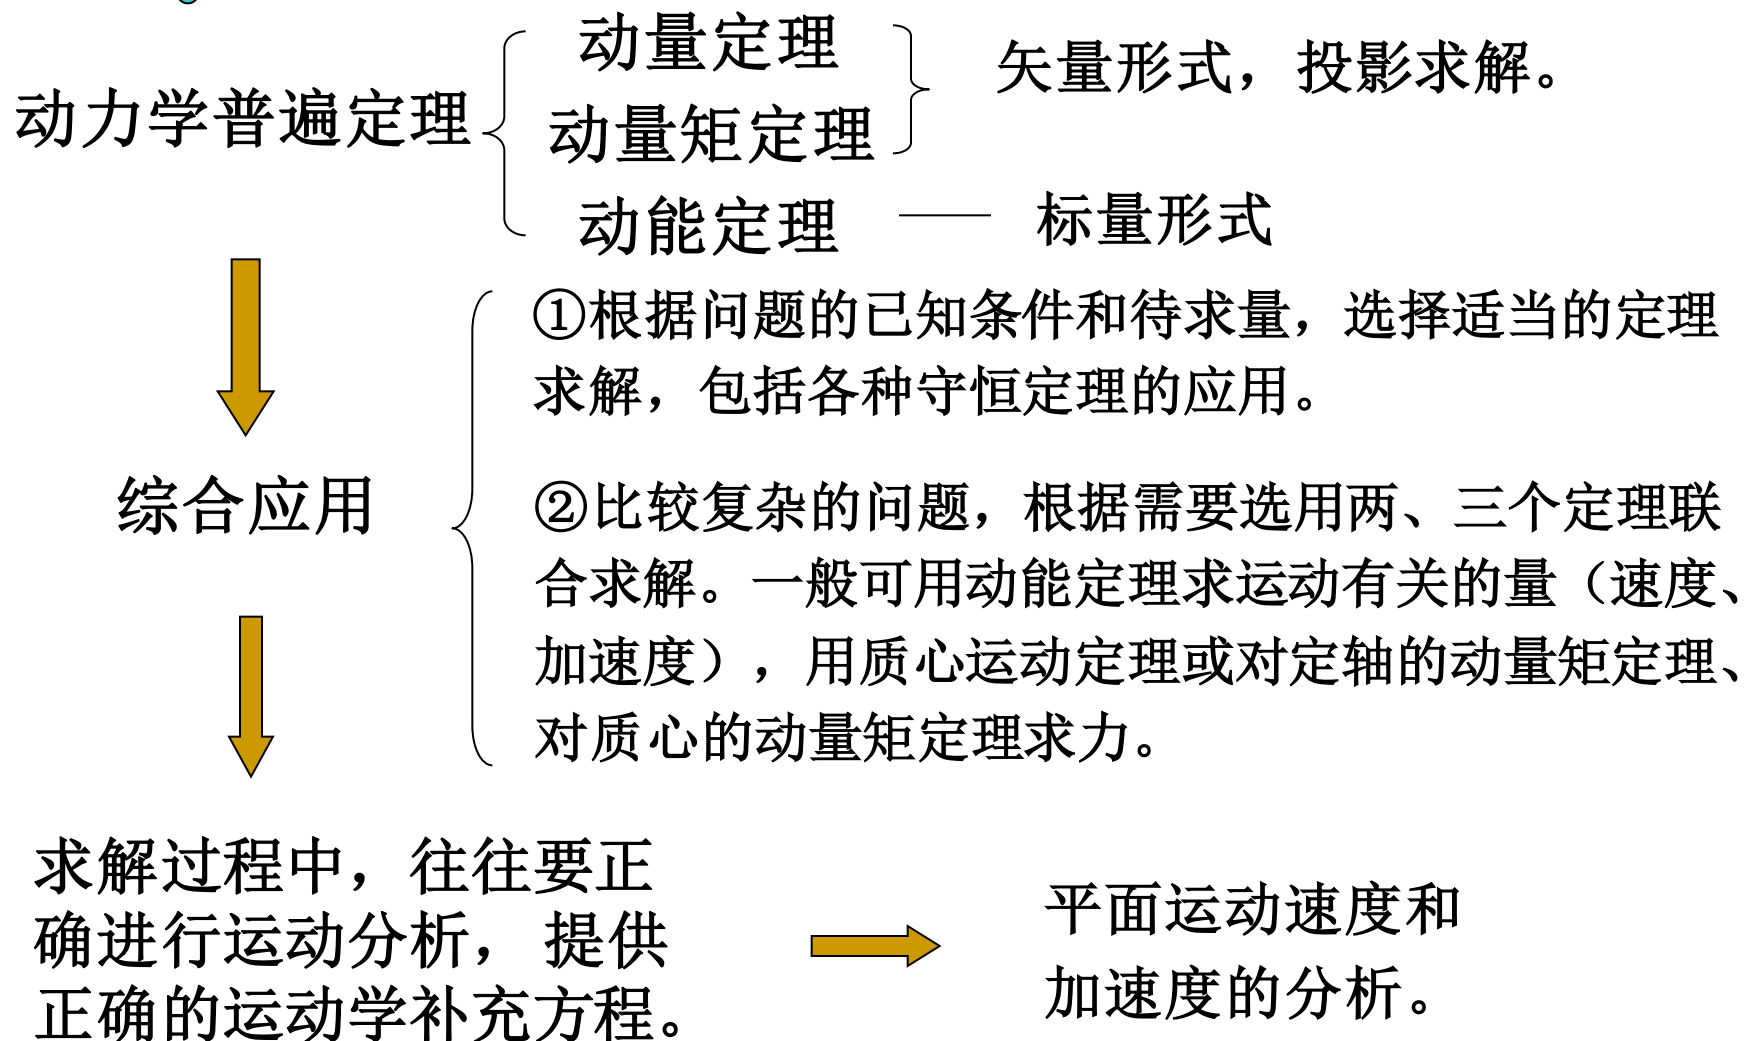 动量定理
矢量形式，投影求解。
动力学普遍定理
动量矩定理
动能定理
标量形式
①根据问题的已知条件和待求量，选择适当的定理
求解，包括各种守恒定理的应用。
综合应用
②比较复杂的问题，根据需要选用两、三个定理联
合求解。一般可用动能定理求运动有关的量（速度、
加速度），用质心运动定理或对定轴的动量矩定理、
对质心的动量矩定理求力。
求解过程中，往往要正
确进行运动分析， 提供
正确的运动学补充方程。
平面运动速度和
加速度的分析。